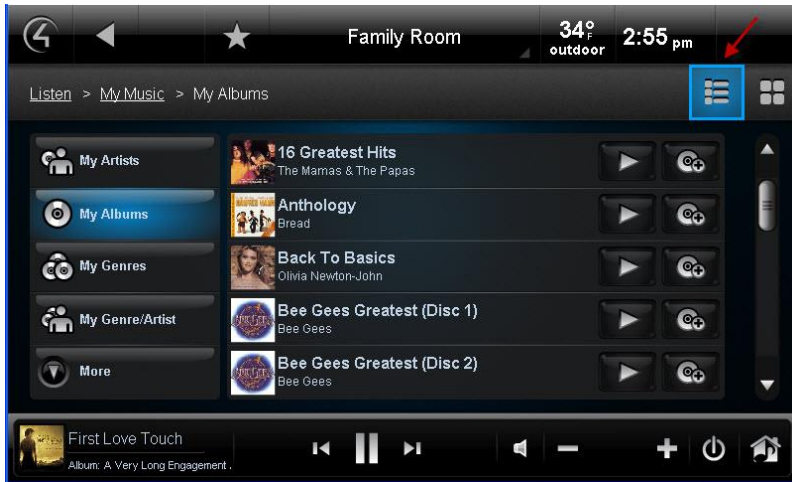 Family Room
34°F
outdoor
2:55 pm
Listen > My Music > My Albums
My Artists
My Albums
My Genres
My Genre/Artist
More
16 Greatest Hits
The Mamas & The Papas
Anthology
Bread
Back To Basics
Olivia Newton-John
Bee Gees Greatest (Disc 1)
Bee Gees
Bee Gees Greatest (Disc 2)
Bee Gees
First Love Touch
Album: A Very Long Engagement .